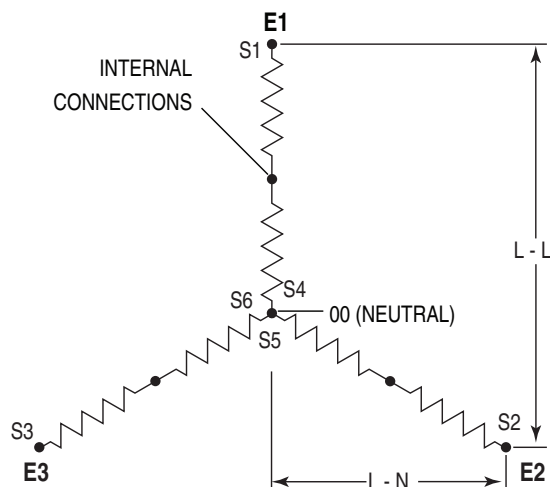 E1
S1
INTERNAL
CONNECTIONS
L - L
S4
S6
00 (NEUTRAL)
S5
S3
S2
E3
E2
L - N